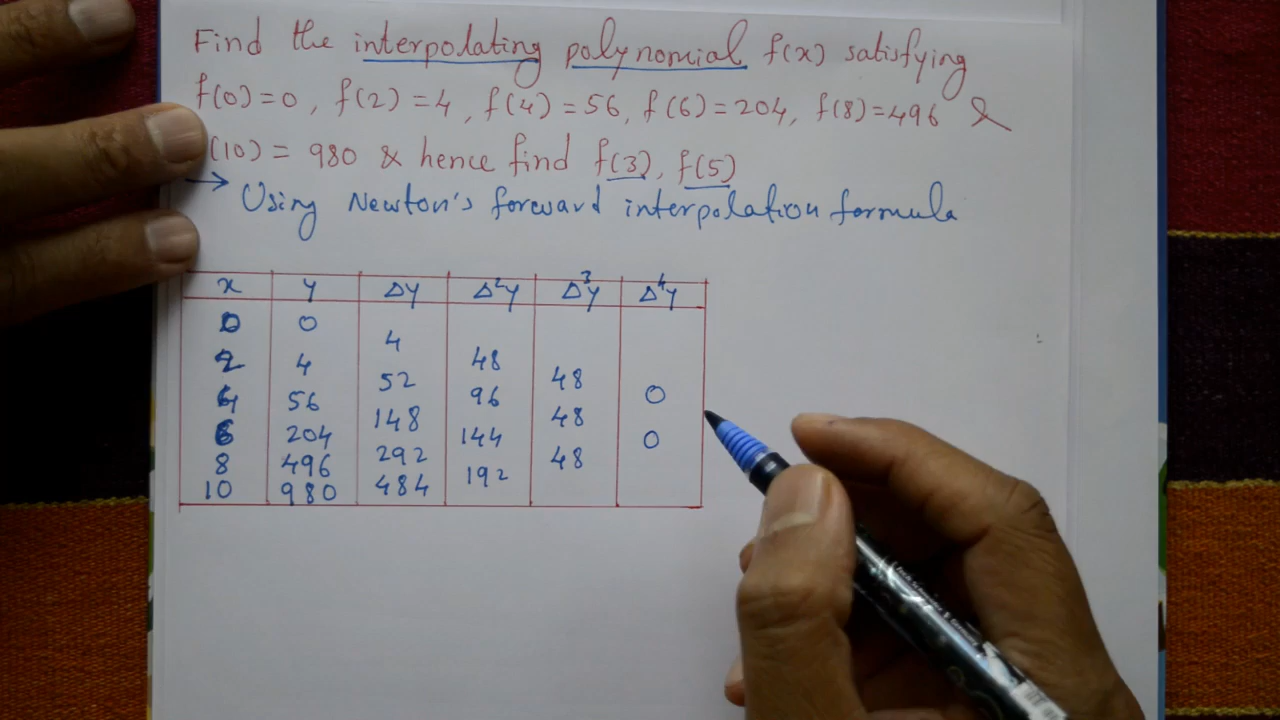 Find the interpolating polynomial f(x) satisfying
f(0)=0, f(2)=4, f(4)=56, f(6)=204, f(8)=496 &
(10) = 980 & hence find f(3), f(5)
→ Using Newton's forward interpolation formula
x y Δy Δ²y Δ³y Δ⁴y
0 0
4
2 4 48
52 48
4 56 96 0
148 48
6 204 144 0
292 48
8 496 192
484
10 980